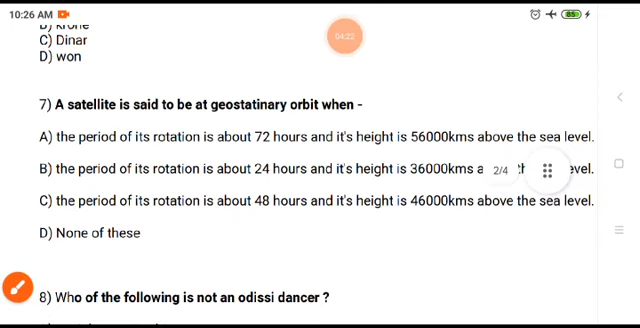 10:26 AM 85
D) krone
C) Dinar
04:22
D) won
7) A satellite is said to be at geostatinary orbit when -
A) the period of its rotation is about 72 hours and it's height is 56000kms above the sea level.
B) the period of its rotation is about 24 hours and it's height is 36000kms a 2/4 evel.
C) the period of its rotation is about 48 hours and it's height is 46000kms above the sea level.
D) None of these
8) Who of the following is not an odissi dancer ?